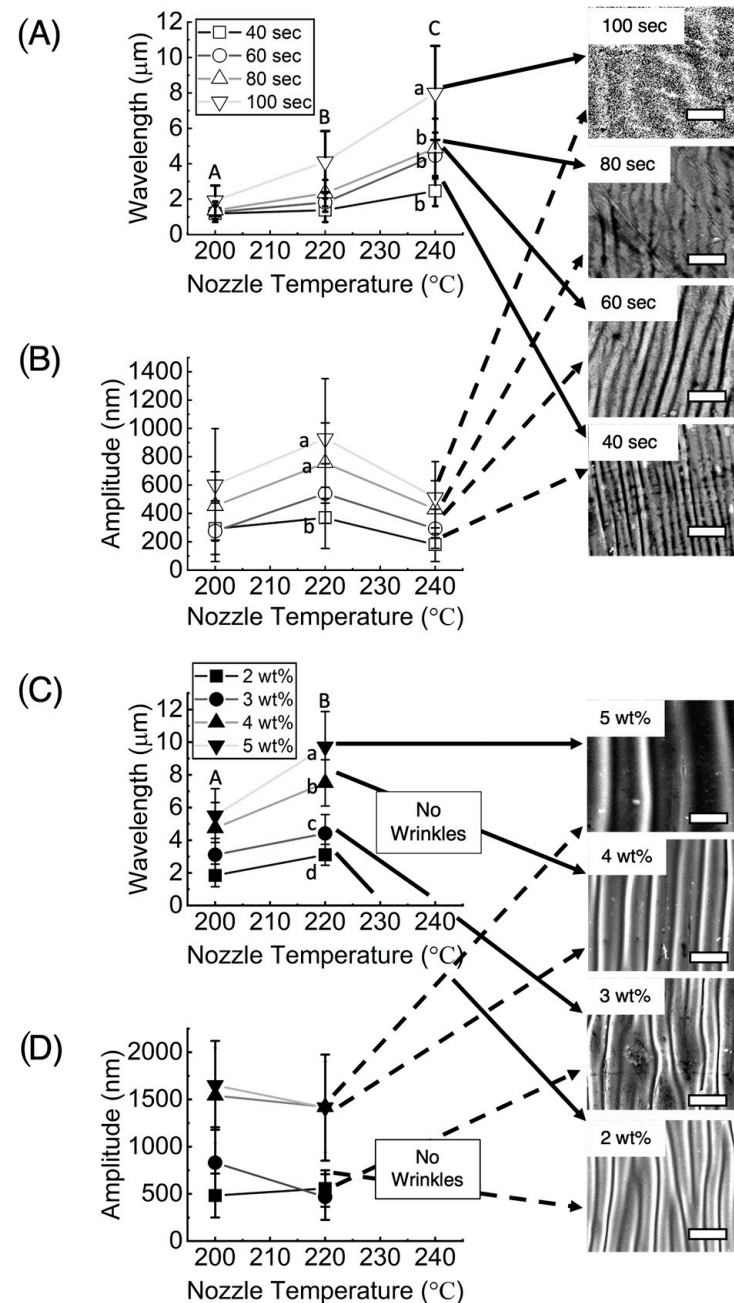 (A)
Wavelength (μm)
12
10
8
6
4
2
0
40 sec
60 sec
80 sec
100 sec
A
B
C
a
b
b
b
200 210 220 230 240
Nozzle Temperature (°C)
100 sec
80 sec
60 sec
40 sec
(B)
Amplitude (nm)
1400
1200
1000
800
600
400
200
0
a
a
b
200 210 220 230 240
Nozzle Temperature (°C)
(C)
Wavelength (μm)
12
10
8
6
4
2
0
2 wt%
3 wt%
4 wt%
5 wt%
A
B
a
b
c
d
No
Wrinkles
200 210 220 230 240
Nozzle Temperature (°C)
5 wt%
4 wt%
3 wt%
2 wt%
(D)
Amplitude (nm)
2000
1500
1000
500
0
No
Wrinkles
200 210 220 230 240
Nozzle Temperature (°C)